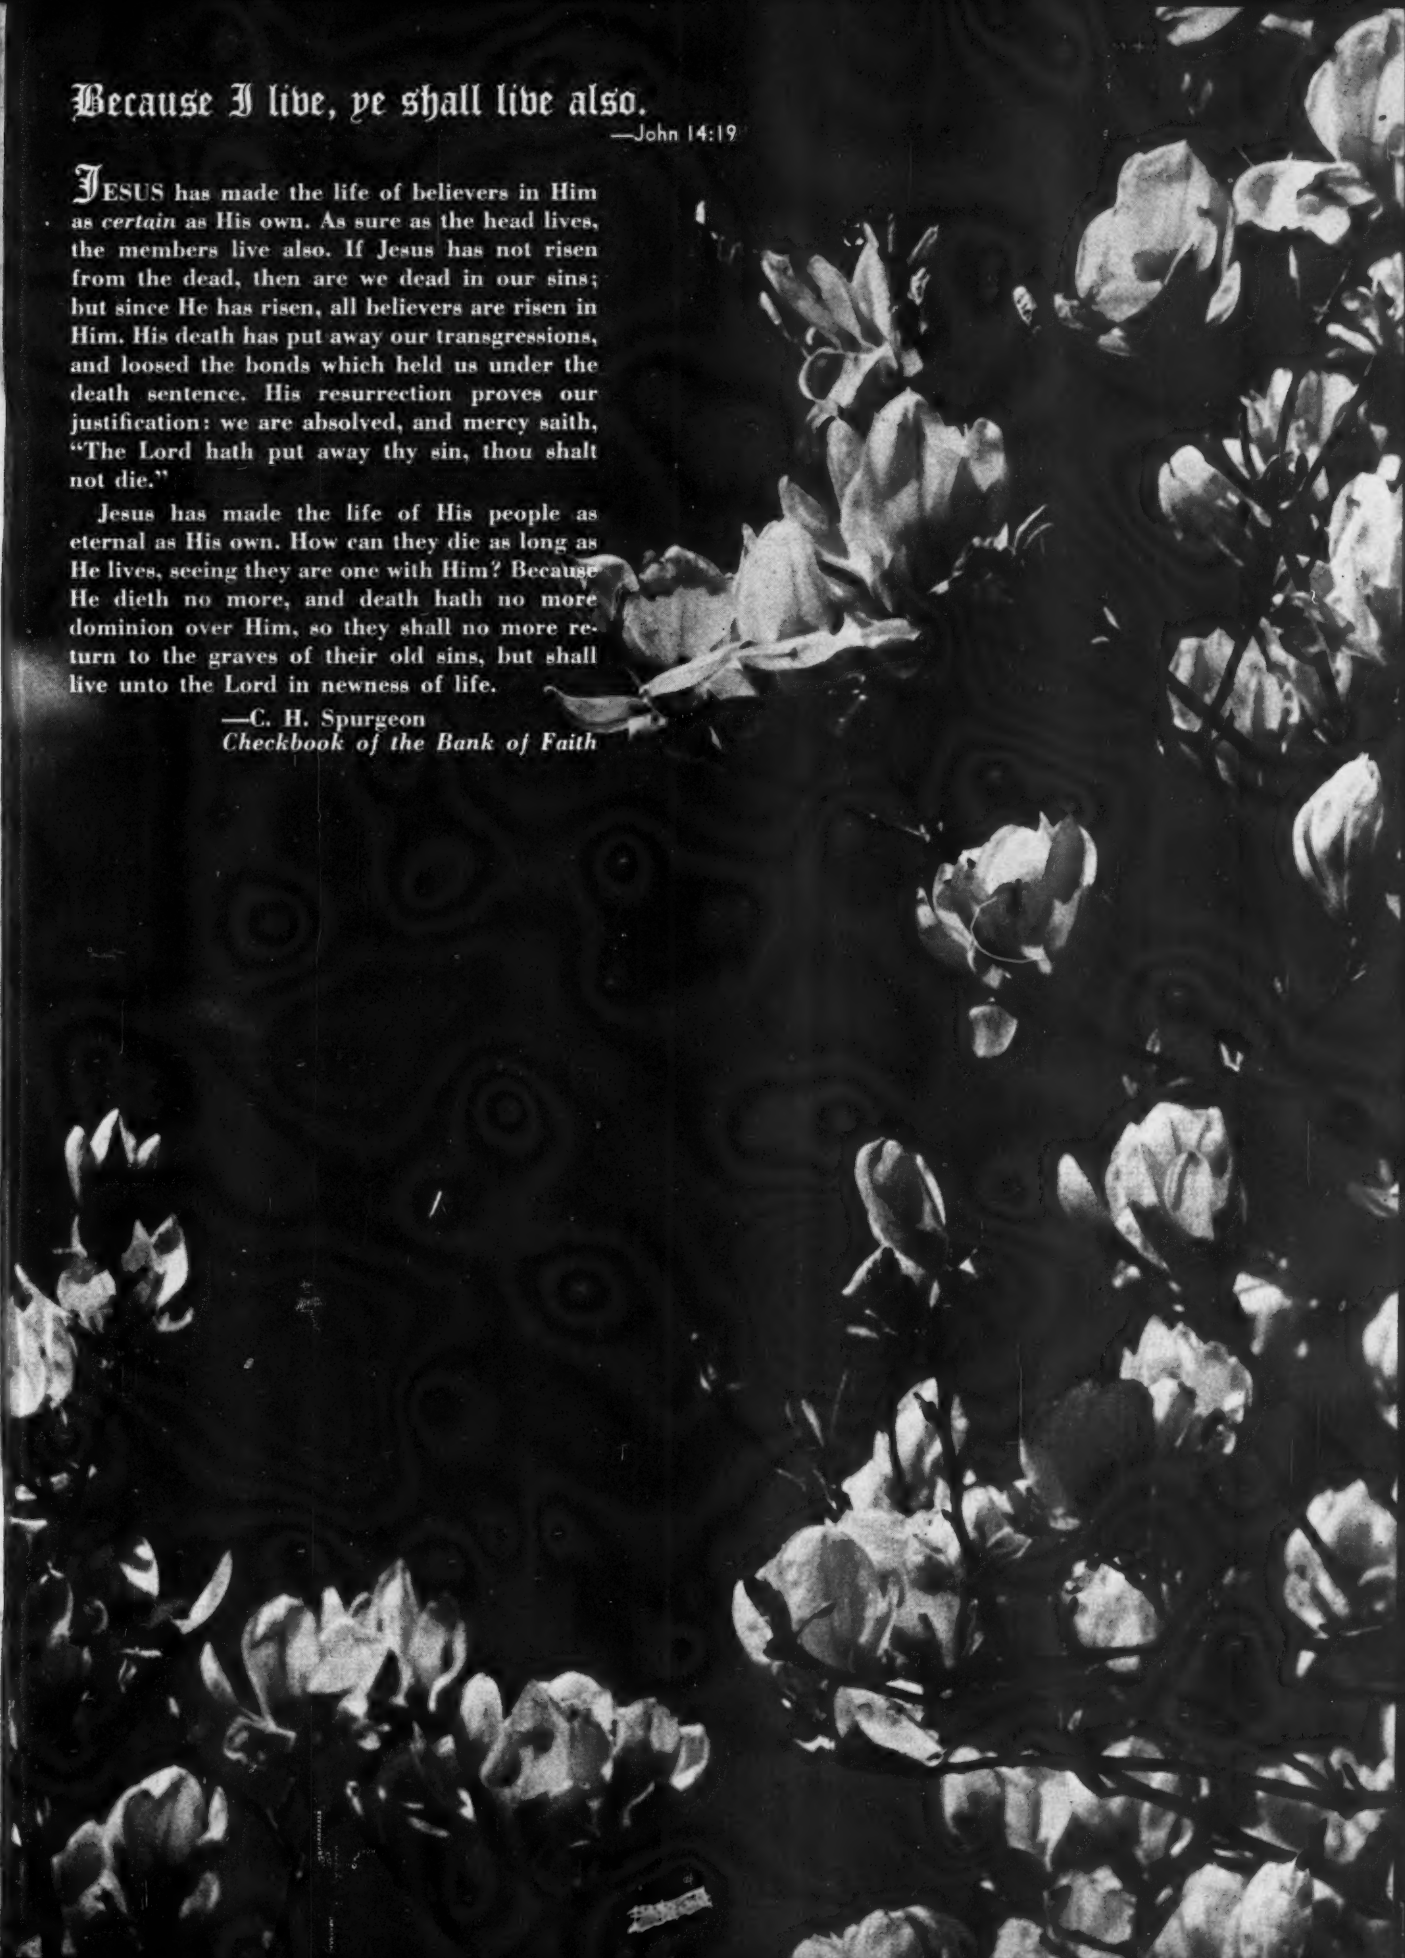 Because I live, ye shall live also.
—John 14:19
JESUS has made the life of believers in Him
as certain as His own. As sure as the head lives,
the members live also. If Jesus has not risen
from the dead, then are we dead in our sins;
but since He has risen, all believers are risen in
Him. His death has put away our transgressions,
and loosed the bonds which held us under the
death sentence. His resurrection proves our
justification: we are absolved, and mercy saith,
“The Lord hath put away thy sin, thou shalt
not die.”
Jesus has made the life of His people as
eternal as His own. How can they die as long as
He lives, seeing they are one with Him? Because
He dieth no more, and death hath no more
dominion over Him, so they shall no more re-
turn to the graves of their old sins, but shall
live unto the Lord in newness of life.
—C. H. Spurgeon
Checkbook of the Bank of Faith